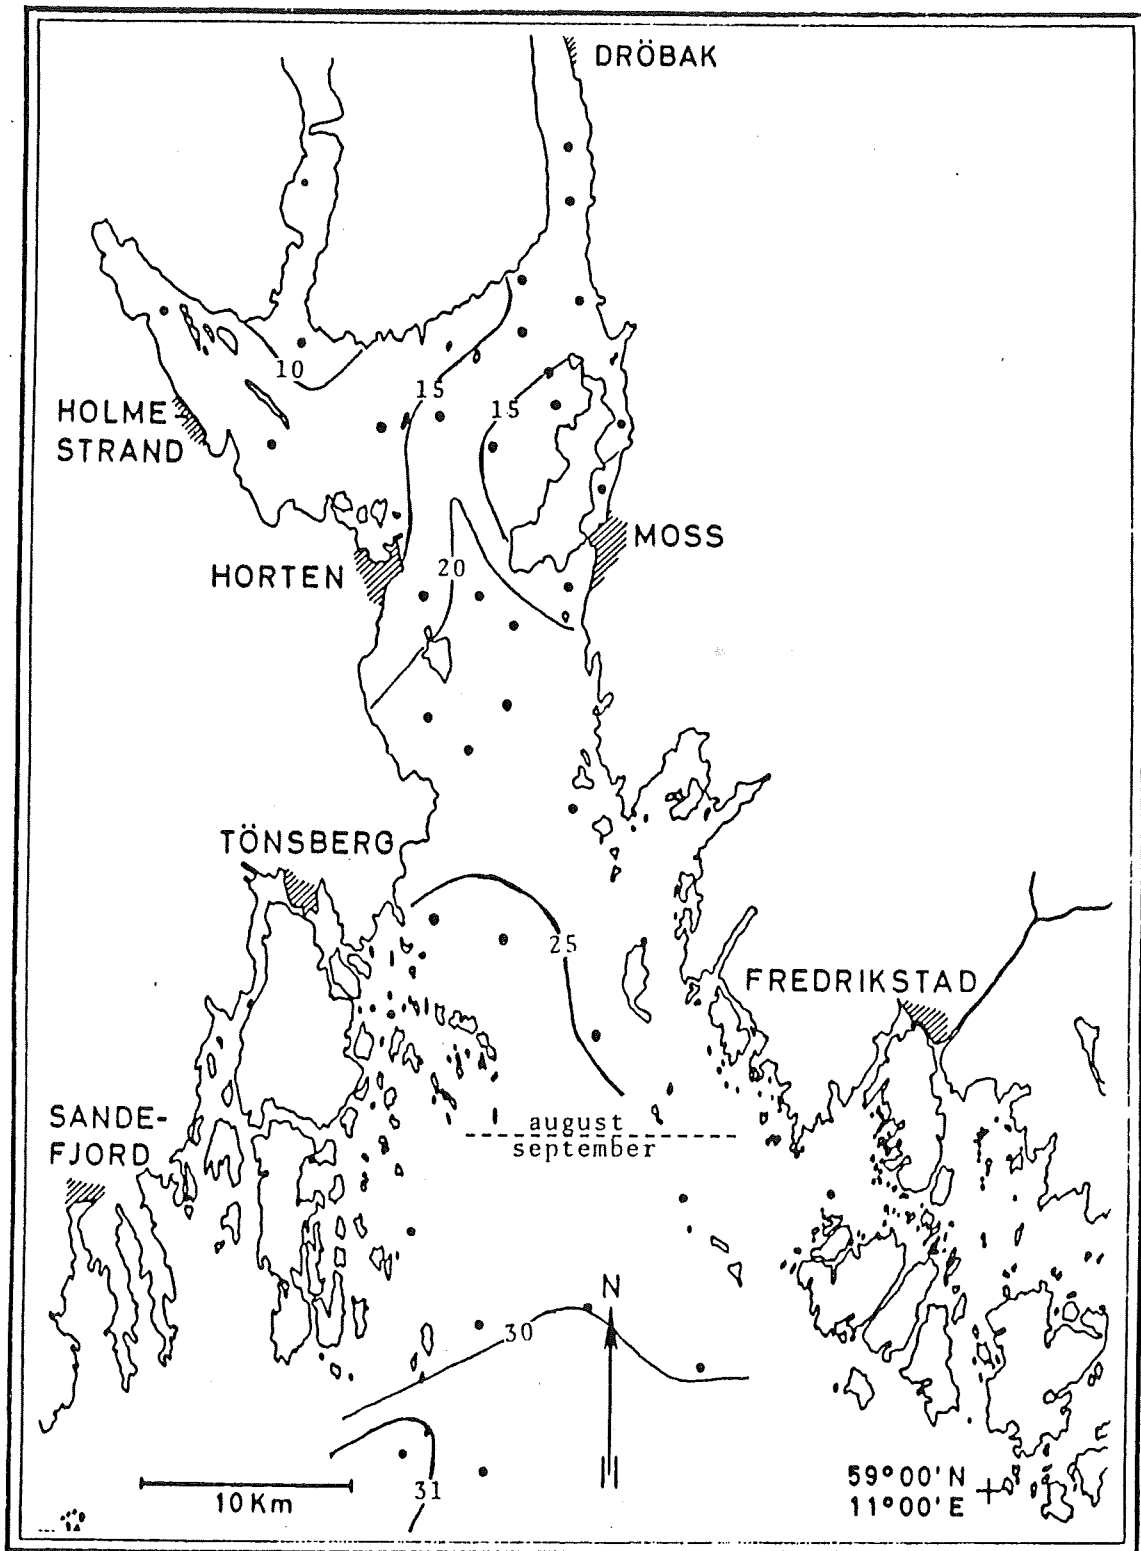 DRÖBAK
10
15
15
HOLME-
STRAND
MOSS
HORTEN
20
TÖNSBERG
25
FREDRIKSTAD
SANDE-
FJORD
august
september
N
30
31
10 Km
59°00'N
11°00'E